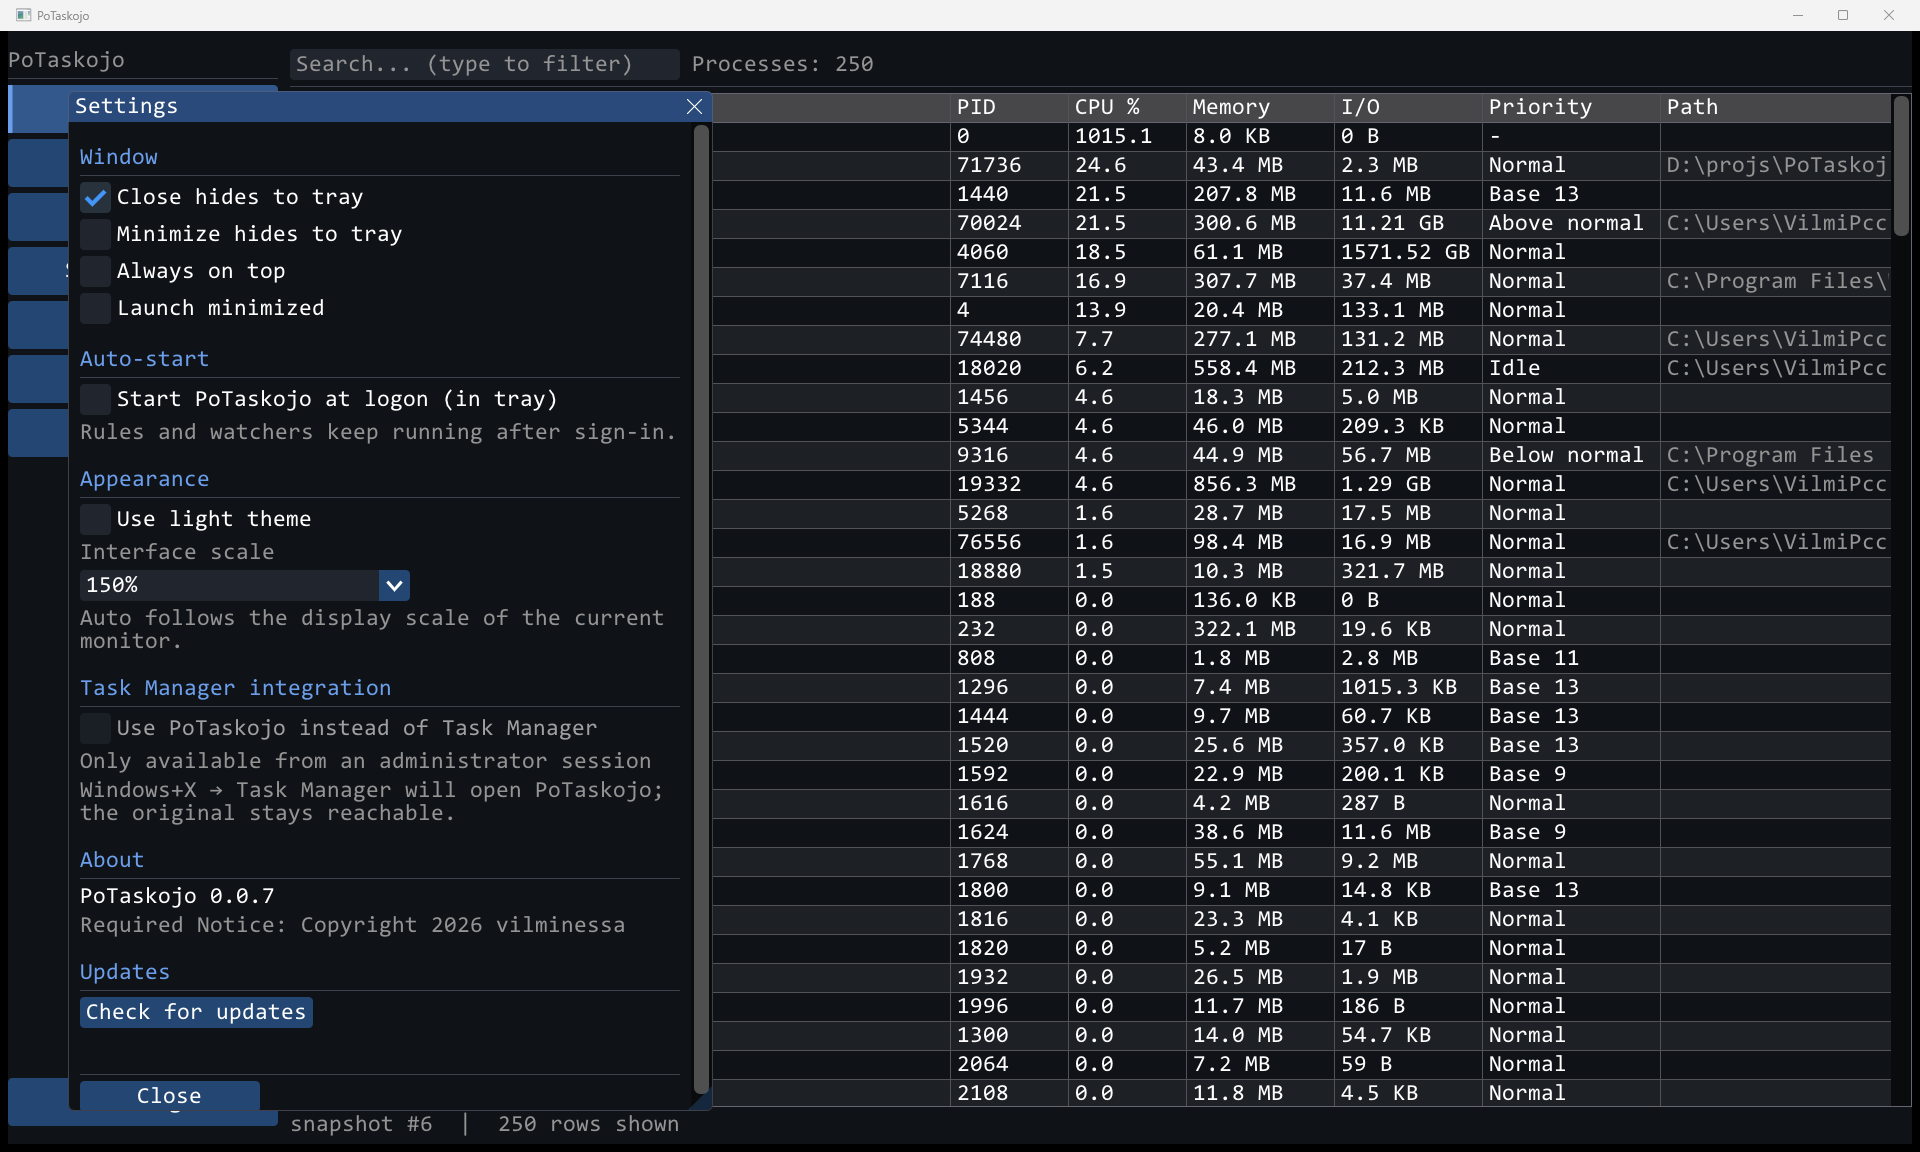 PoTaskojo
PoTaskojo
Search... (type to filter)
Processes: 250
Settings
Window
Close hides to tray
Minimize hides to tray
Always on top
Launch minimized
Auto-start
Start PoTaskojo at logon (in tray)
Rules and watchers keep running after sign-in.
Appearance
Use light theme
Interface scale
150%
Auto follows the display scale of the current
monitor.
Task Manager integration
Use PoTaskojo instead of Task Manager
Only available from an administrator session
Windows+X → Task Manager will open PoTaskojo;
the original stays reachable.
About
PoTaskojo 0.0.7
Required Notice: Copyright 2026 vilminessa
Updates
Check for updates
Close
PID CPU % Memory I/O Priority Path
0 1015.1 8.0 KB 0 B -
71736 24.6 43.4 MB 2.3 MB Normal D:\projs\PoTaskoj
1440 21.5 207.8 MB 11.6 MB Base 13
70024 21.5 300.6 MB 11.21 GB Above normal C:\Users\VilmiPcc
4060 18.5 61.1 MB 1571.52 GB Normal
7116 16.9 307.7 MB 37.4 MB Normal C:\Program Files\
4 13.9 20.4 MB 133.1 MB Normal
74480 7.7 277.1 MB 131.2 MB Normal C:\Users\VilmiPcc
18020 6.2 558.4 MB 212.3 MB Idle C:\Users\VilmiPcc
1456 4.6 18.3 MB 5.0 MB Normal
5344 4.6 46.0 MB 209.3 KB Normal
9316 4.6 44.9 MB 56.7 MB Below normal C:\Program Files
19332 4.6 856.3 MB 1.29 GB Normal C:\Users\VilmiPcc
5268 1.6 28.7 MB 17.5 MB Normal
76556 1.6 98.4 MB 16.9 MB Normal C:\Users\VilmiPcc
18880 1.5 10.3 MB 321.7 MB Normal
188 0.0 136.0 KB 0 B Normal
232 0.0 322.1 MB 19.6 KB Normal
808 0.0 1.8 MB 2.8 MB Base 11
1296 0.0 7.4 MB 1015.3 KB Base 13
1444 0.0 9.7 MB 60.7 KB Base 13
1520 0.0 25.6 MB 357.0 KB Base 13
1592 0.0 22.9 MB 200.1 KB Base 9
1616 0.0 4.2 MB 287 B Normal
1624 0.0 38.6 MB 11.6 MB Base 9
1768 0.0 55.1 MB 9.2 MB Normal
1800 0.0 9.1 MB 14.8 KB Base 13
1816 0.0 23.3 MB 4.1 KB Normal
1820 0.0 5.2 MB 17 B Normal
1932 0.0 26.5 MB 1.9 MB Normal
1996 0.0 11.7 MB 186 B Normal
1300 0.0 14.0 MB 54.7 KB Normal
2064 0.0 7.2 MB 59 B Normal
2108 0.0 11.8 MB 4.5 KB Normal
snapshot #6 | 250 rows shown